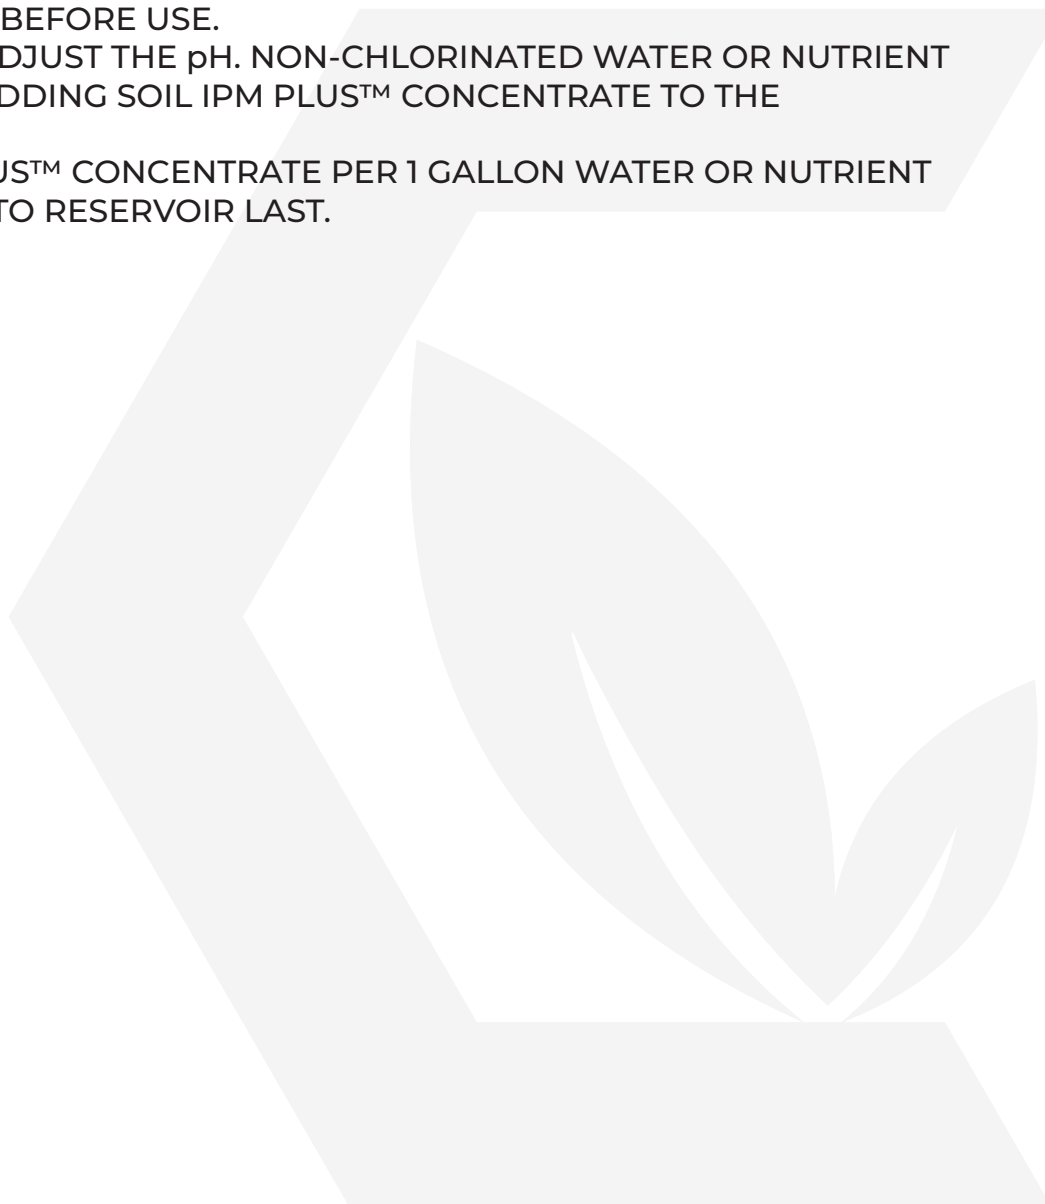 BEFORE USE.
DJUST THE pH. NON-CHLORINATED WATER OR NUTRIENT
DDING SOIL IPM PLUS™ CONCENTRATE TO THE
US™ CONCENTRATE PER 1 GALLON WATER OR NUTRIENT
TO RESERVOIR LAST.